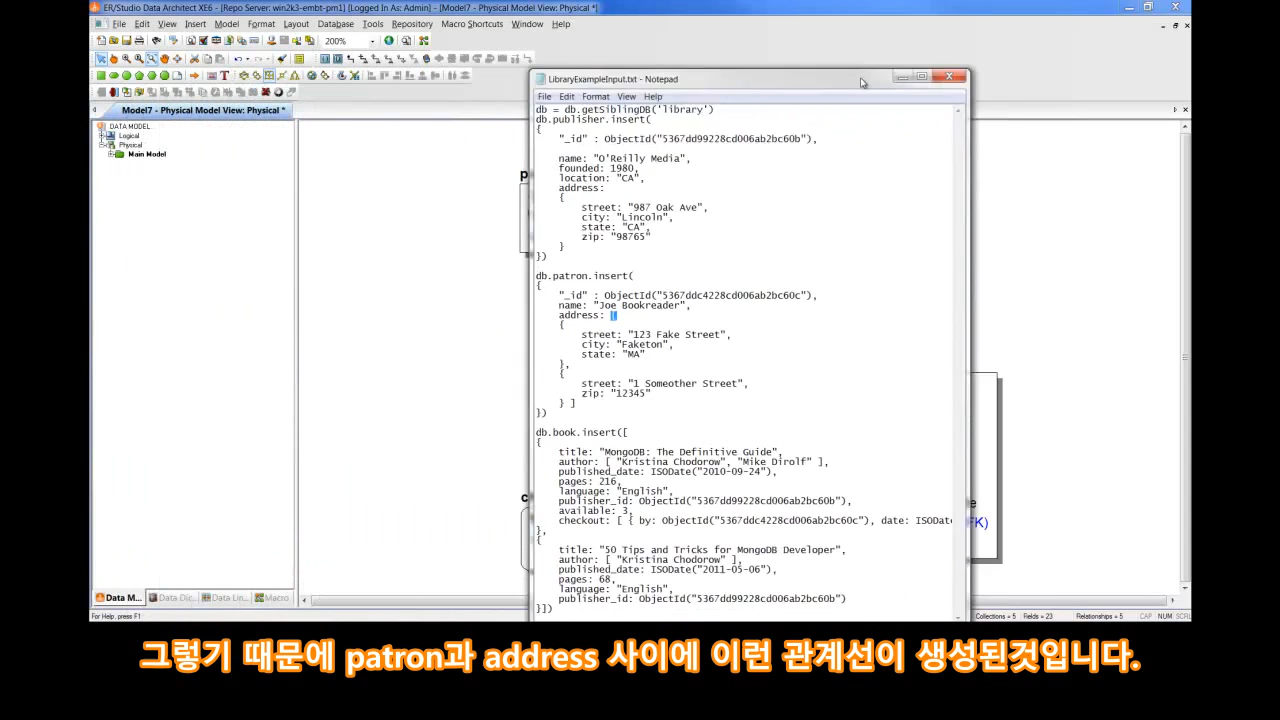 ER/Studio Data Architect XE6 - [Repo Server: win2k3-embt-pm1] [Logged In As: Admin] - [Model7 - Physical Model View: Physical *]
File Edit View Insert Model Format Layout Database Tools Repository Macro Shortcuts Window Help
200%
Model7 - Physical Model View: Physical *
DATA MODEL
Logical
Physical
Main Model
p
c
e
FK)
LibraryExampleInput.txt - Notepad
File Edit Format View Help
db = db.getSiblingDB('library')
db.publisher.insert(
{
"_id" : ObjectId("5367dd99228cd006ab2bc60b"),
name: "O'Reilly Media",
founded: 1980,
location: "CA",
address:
{
street: "987 Oak Ave",
city: "Lincoln",
state: "CA",
zip: "98765"
}
})
db.patron.insert(
{
"_id" : ObjectId("5367ddc4228cd006ab2bc60c"),
name: "Joe Bookreader",
address: [
{
street: "123 Fake Street",
city: "Faketon",
state: "MA"
},
{
street: "1 Someother Street",
zip: "12345"
} ]
})
db.book.insert([
{
title: "MongoDB: The Definitive Guide",
author: [ "Kristina Chodorow", "Mike Dirolf" ],
published_date: ISODate("2010-09-24"),
pages: 216,
language: "English",
publisher_id: ObjectId("5367dd99228cd006ab2bc60b"),
available: 3,
checkout: [ { by: ObjectId("5367ddc4228cd006ab2bc60c"), date: ISODate
},
{
title: "50 Tips and Tricks for MongoDB Developer",
author: [ "Kristina Chodorow" ],
published_date: ISODate("2011-05-06"),
pages: 68,
language: "English",
publisher_id: ObjectId("5367dd99228cd006ab2bc60b")
}])
Data M... Data Dic... Data Lin... Macro
For Help, press F1
Collections = 5 Fields = 23 Relationships = 5 CAP NUM SCRL
그렇기 때문에 patron과 address 사이에 이런 관계선이 생성된것입니다.